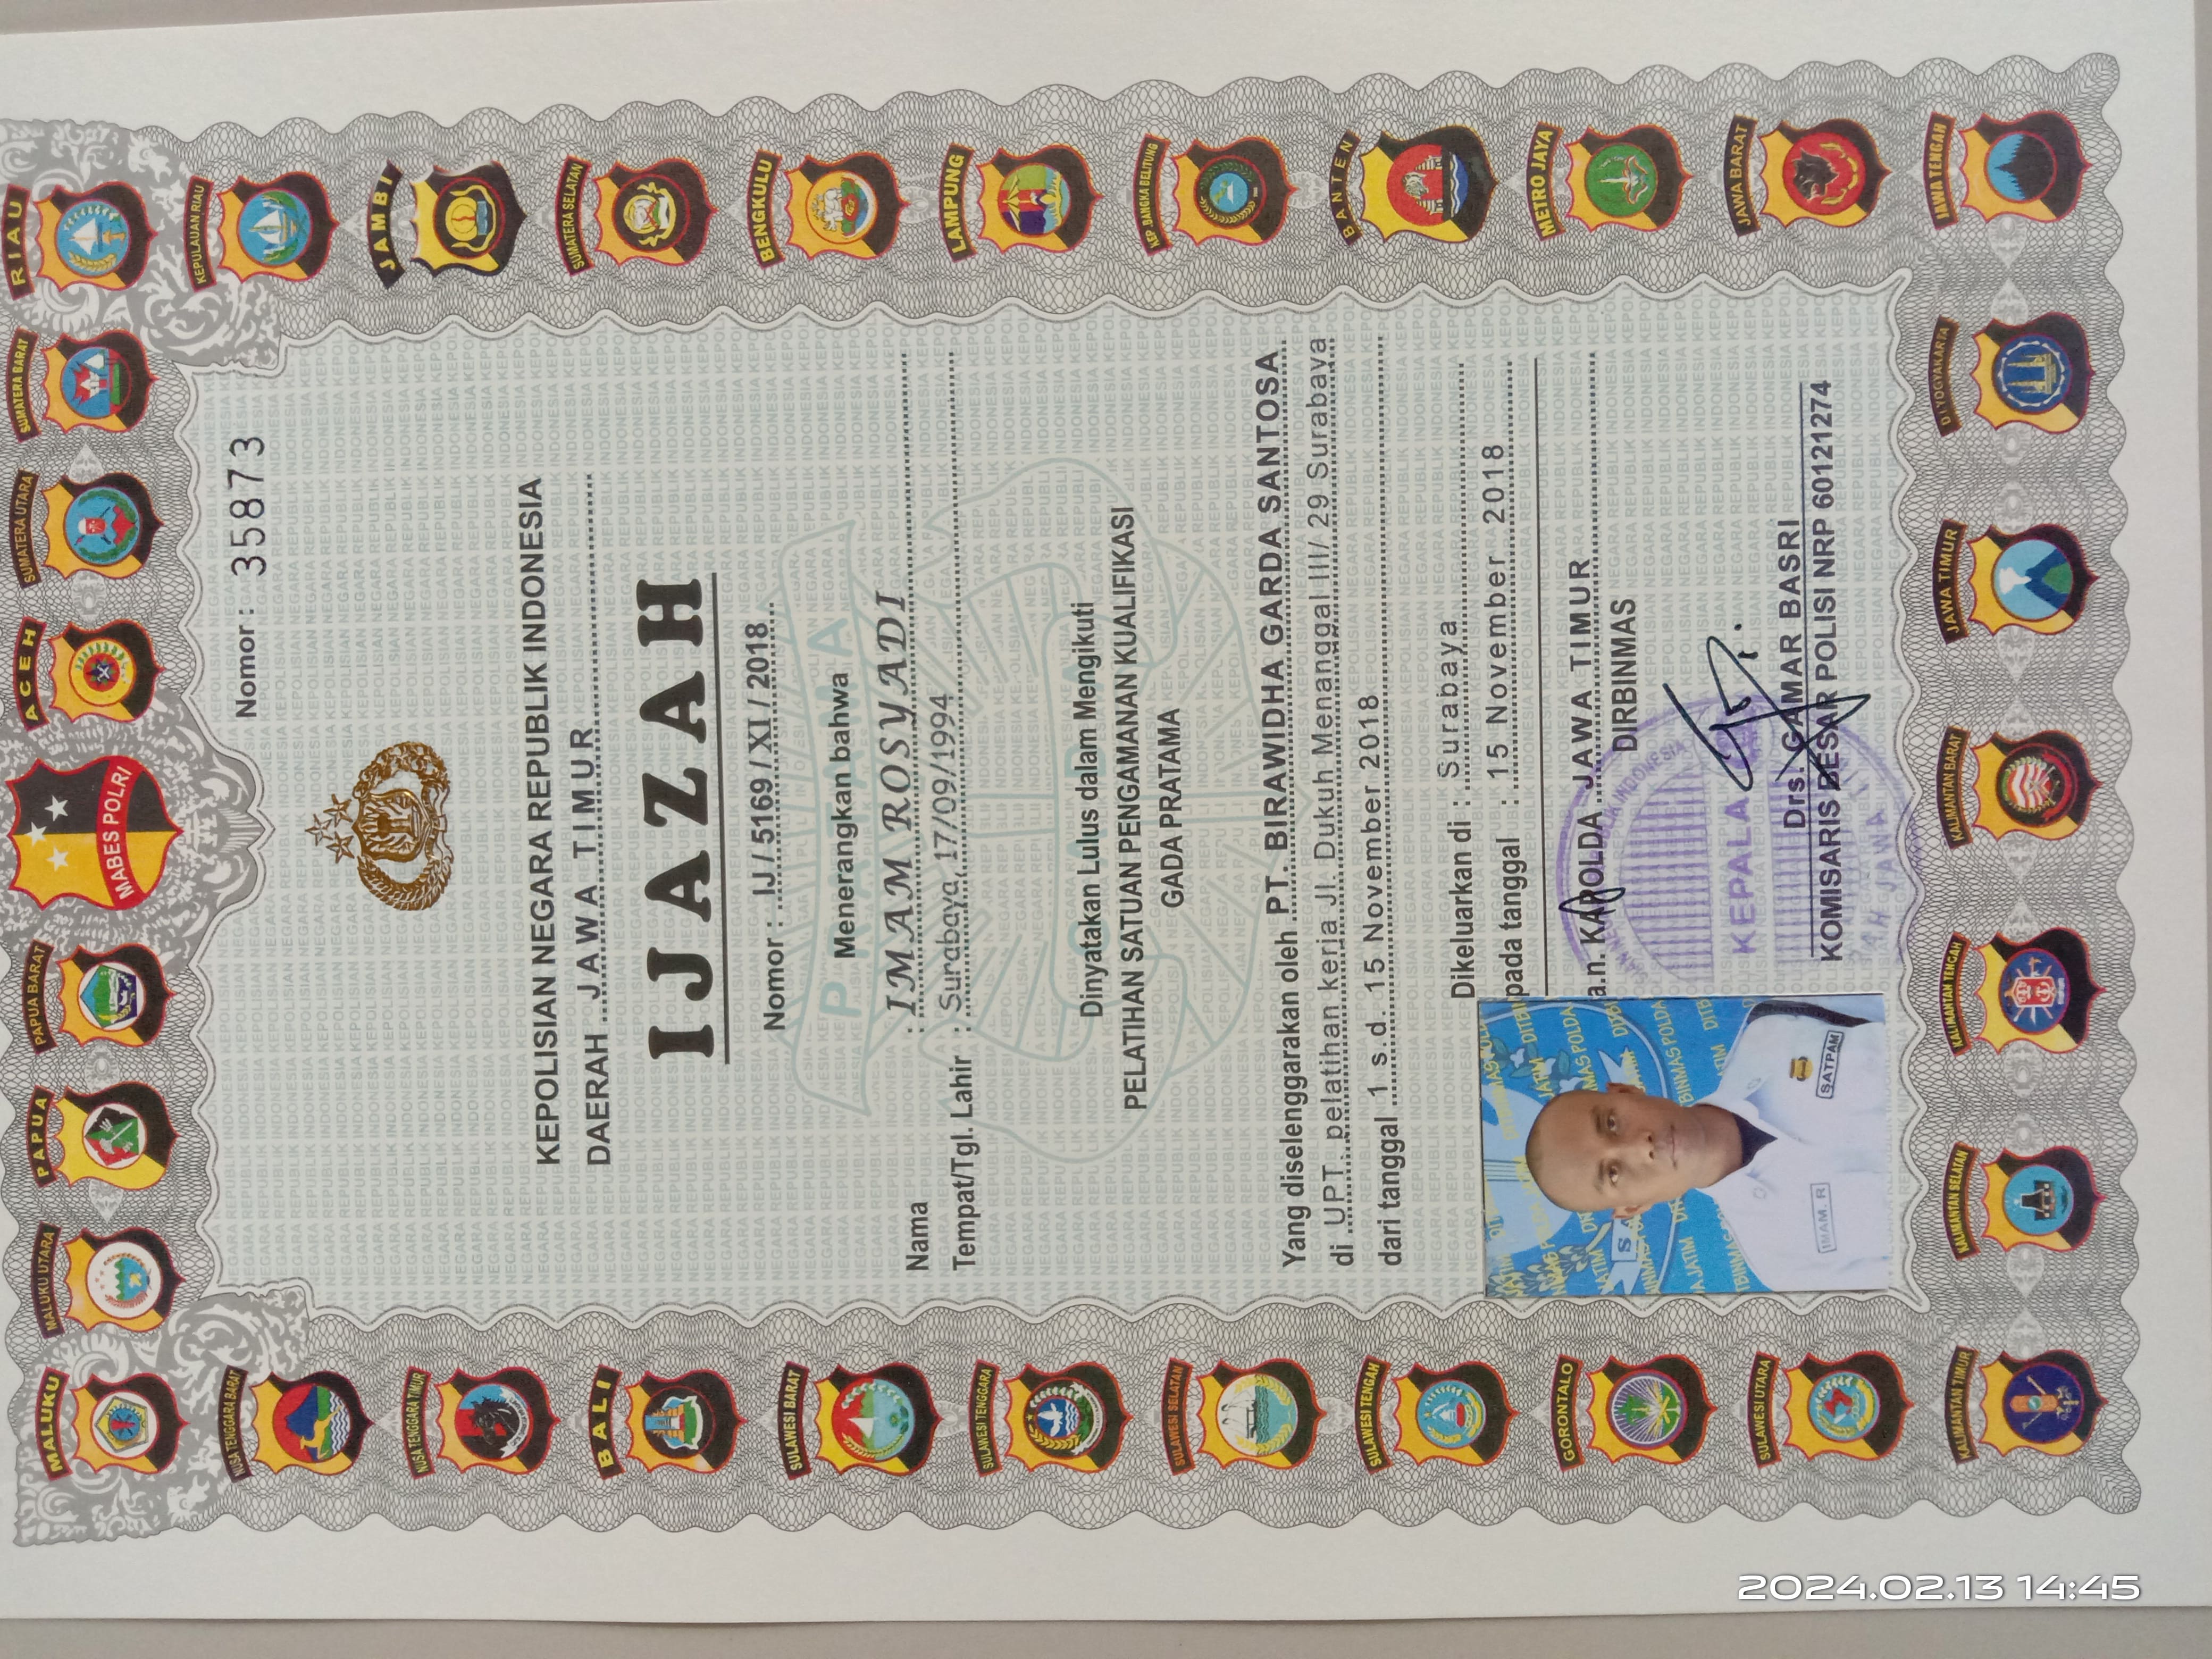 MABES POLRI
ACEH
SUMATERA UTARA
SUMATERA BARAT
RIAU
KEPULAUAN RIAU
JAMBI
SUMATERA SELATAN
BENGKULU
LAMPUNG
KEP. BANGKA BELITUNG
BANTEN
METRO JAYA
JAWA BARAT
JAWA TENGAH
DI YOGYAKARTA
JAWA TIMUR
KALIMANTAN BARAT
KALIMANTAN TENGAH
KALIMANTAN SELATAN
KALIMANTAN TIMUR
SULAWESI UTARA
GORONTALO
SULAWESI TENGAH
SULAWESI SELATAN
SULAWESI TENGGARA
SULAWESI BARAT
BALI
NUSA TENGGARA TIMUR
NUSA TENGGARA BARAT
MALUKU
MALUKU UTARA
PAPUA
PAPUA BARAT
Nomor : 35873
KEPOLISIAN NEGARA REPUBLIK INDONESIA
DAERAH JAWA TIMUR
IJAZAH
Nomor : IJ / 5169 / XI / 2018
Menerangkan bahwa
Nama : IMAM ROSYADI
Tempat/Tgl. Lahir : Surabaya, 17/09/1994
Dinyatakan Lulus dalam Mengikuti
PELATIHAN SATUAN PENGAMANAN KUALIFIKASI
GADA PRATAMA
Yang diselenggarakan oleh PT. BIRAWIDHA GARDA SANTOSA
di UPT. pelatihan kerja Jl. Dukuh Menanggal III/ 29 Surabaya
dari tanggal 1 s.d. 15 November 2018
Dikeluarkan di : Surabaya
pada tanggal : 15 November 2018
a.n. KAPOLDA JAWA TIMUR
DIRBINMAS
KEPALA
Drs. GAMAR BASRI
KOMISARIS BESAR POLISI NRP 60121274
IMAM. R
SATPAM
2024.02.13 14:45